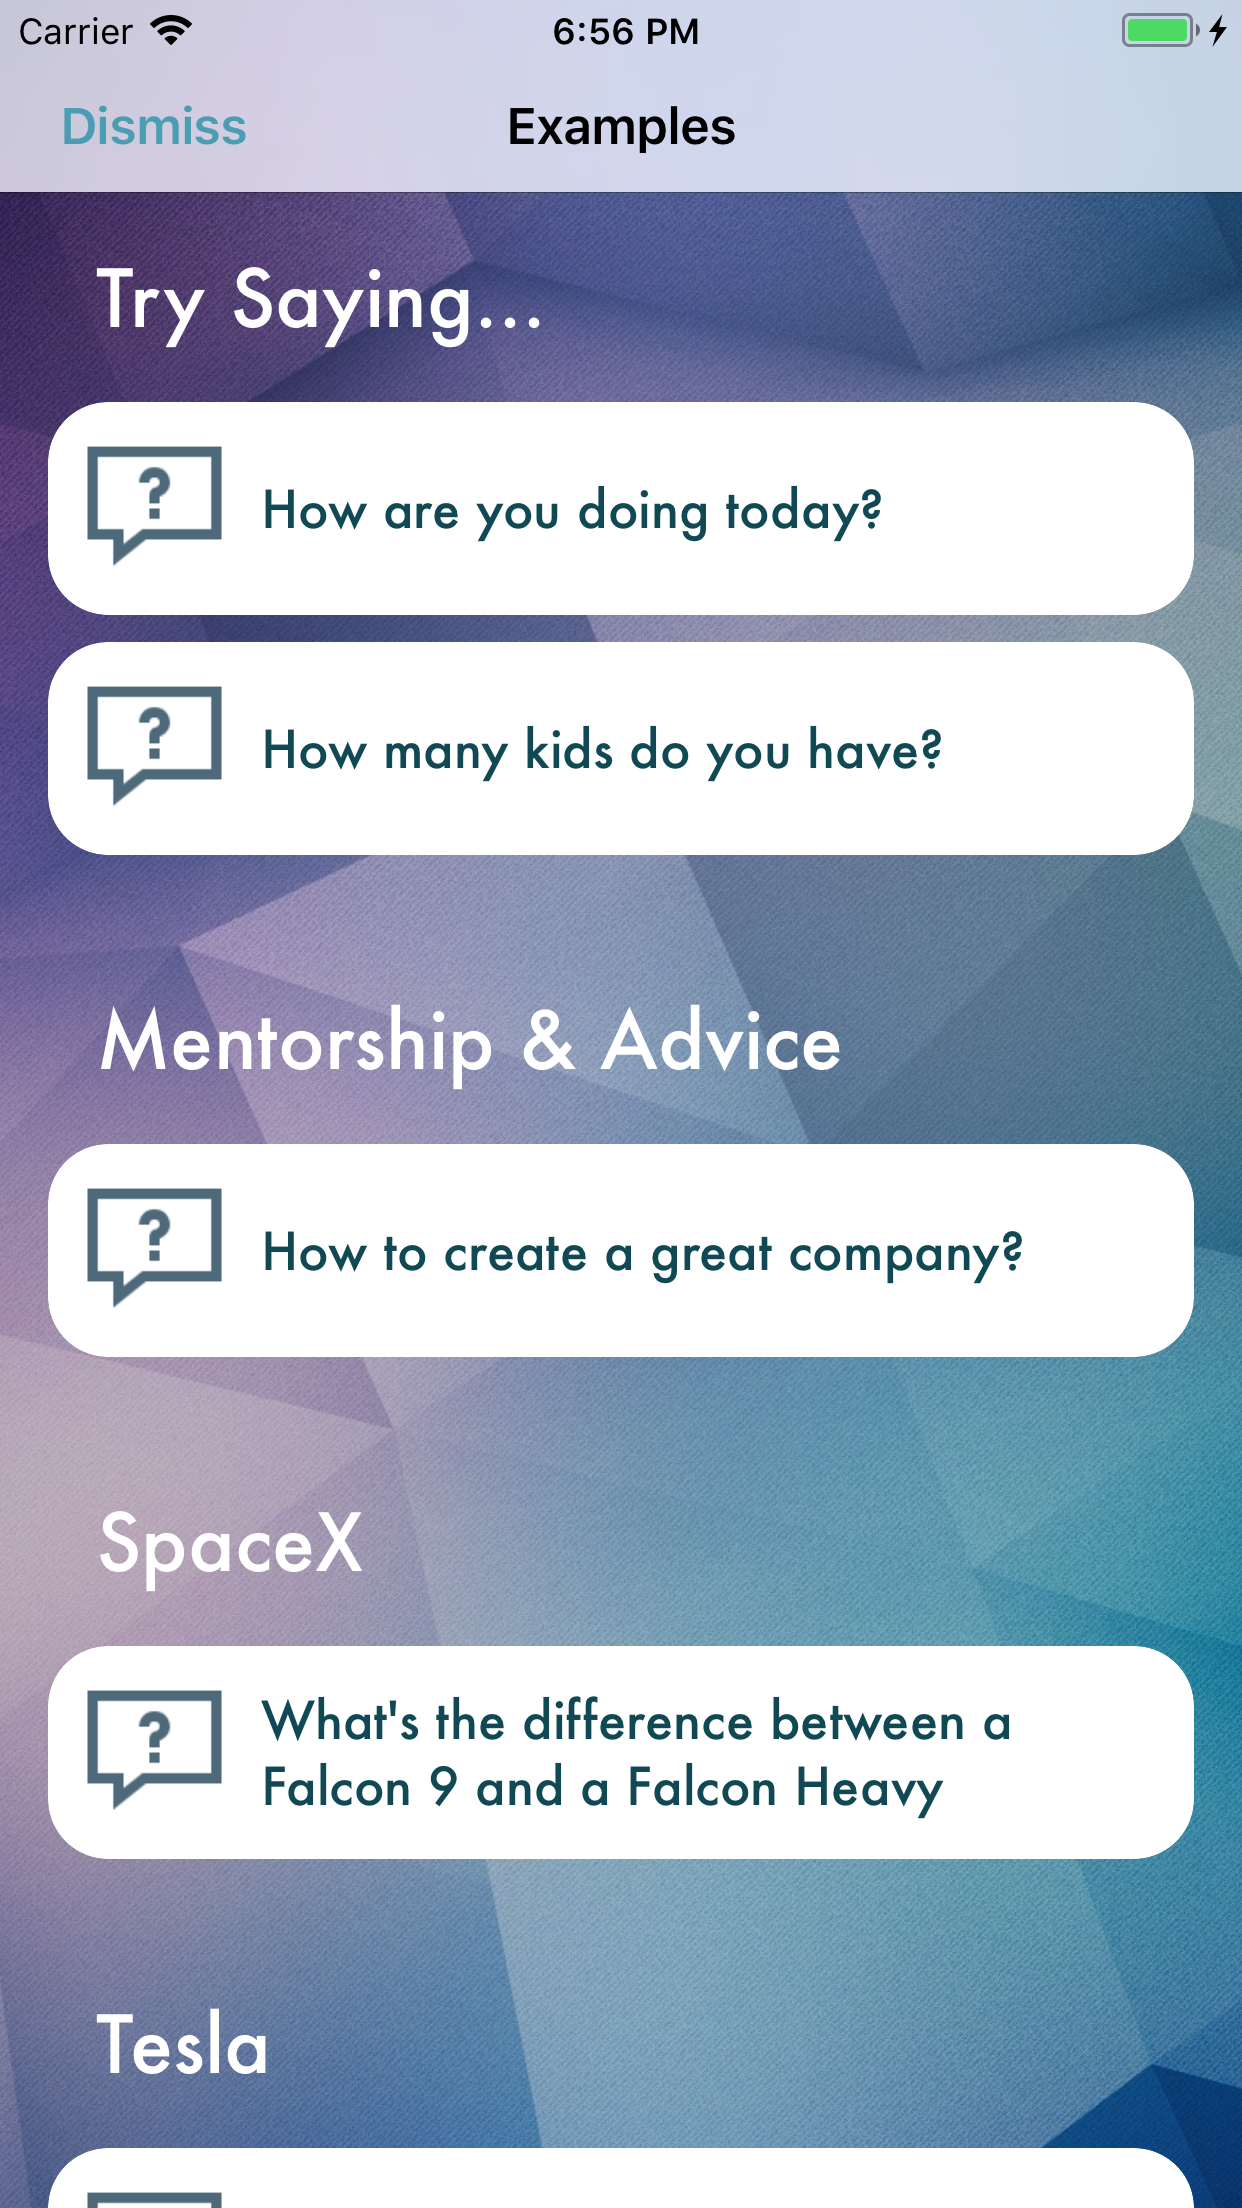 Carrier 6:56 PM
Dismiss Examples
Try Saying...
How are you doing today?
How many kids do you have?
Mentorship & Advice
How to create a great company?
SpaceX
What's the difference between a
Falcon 9 and a Falcon Heavy
Tesla